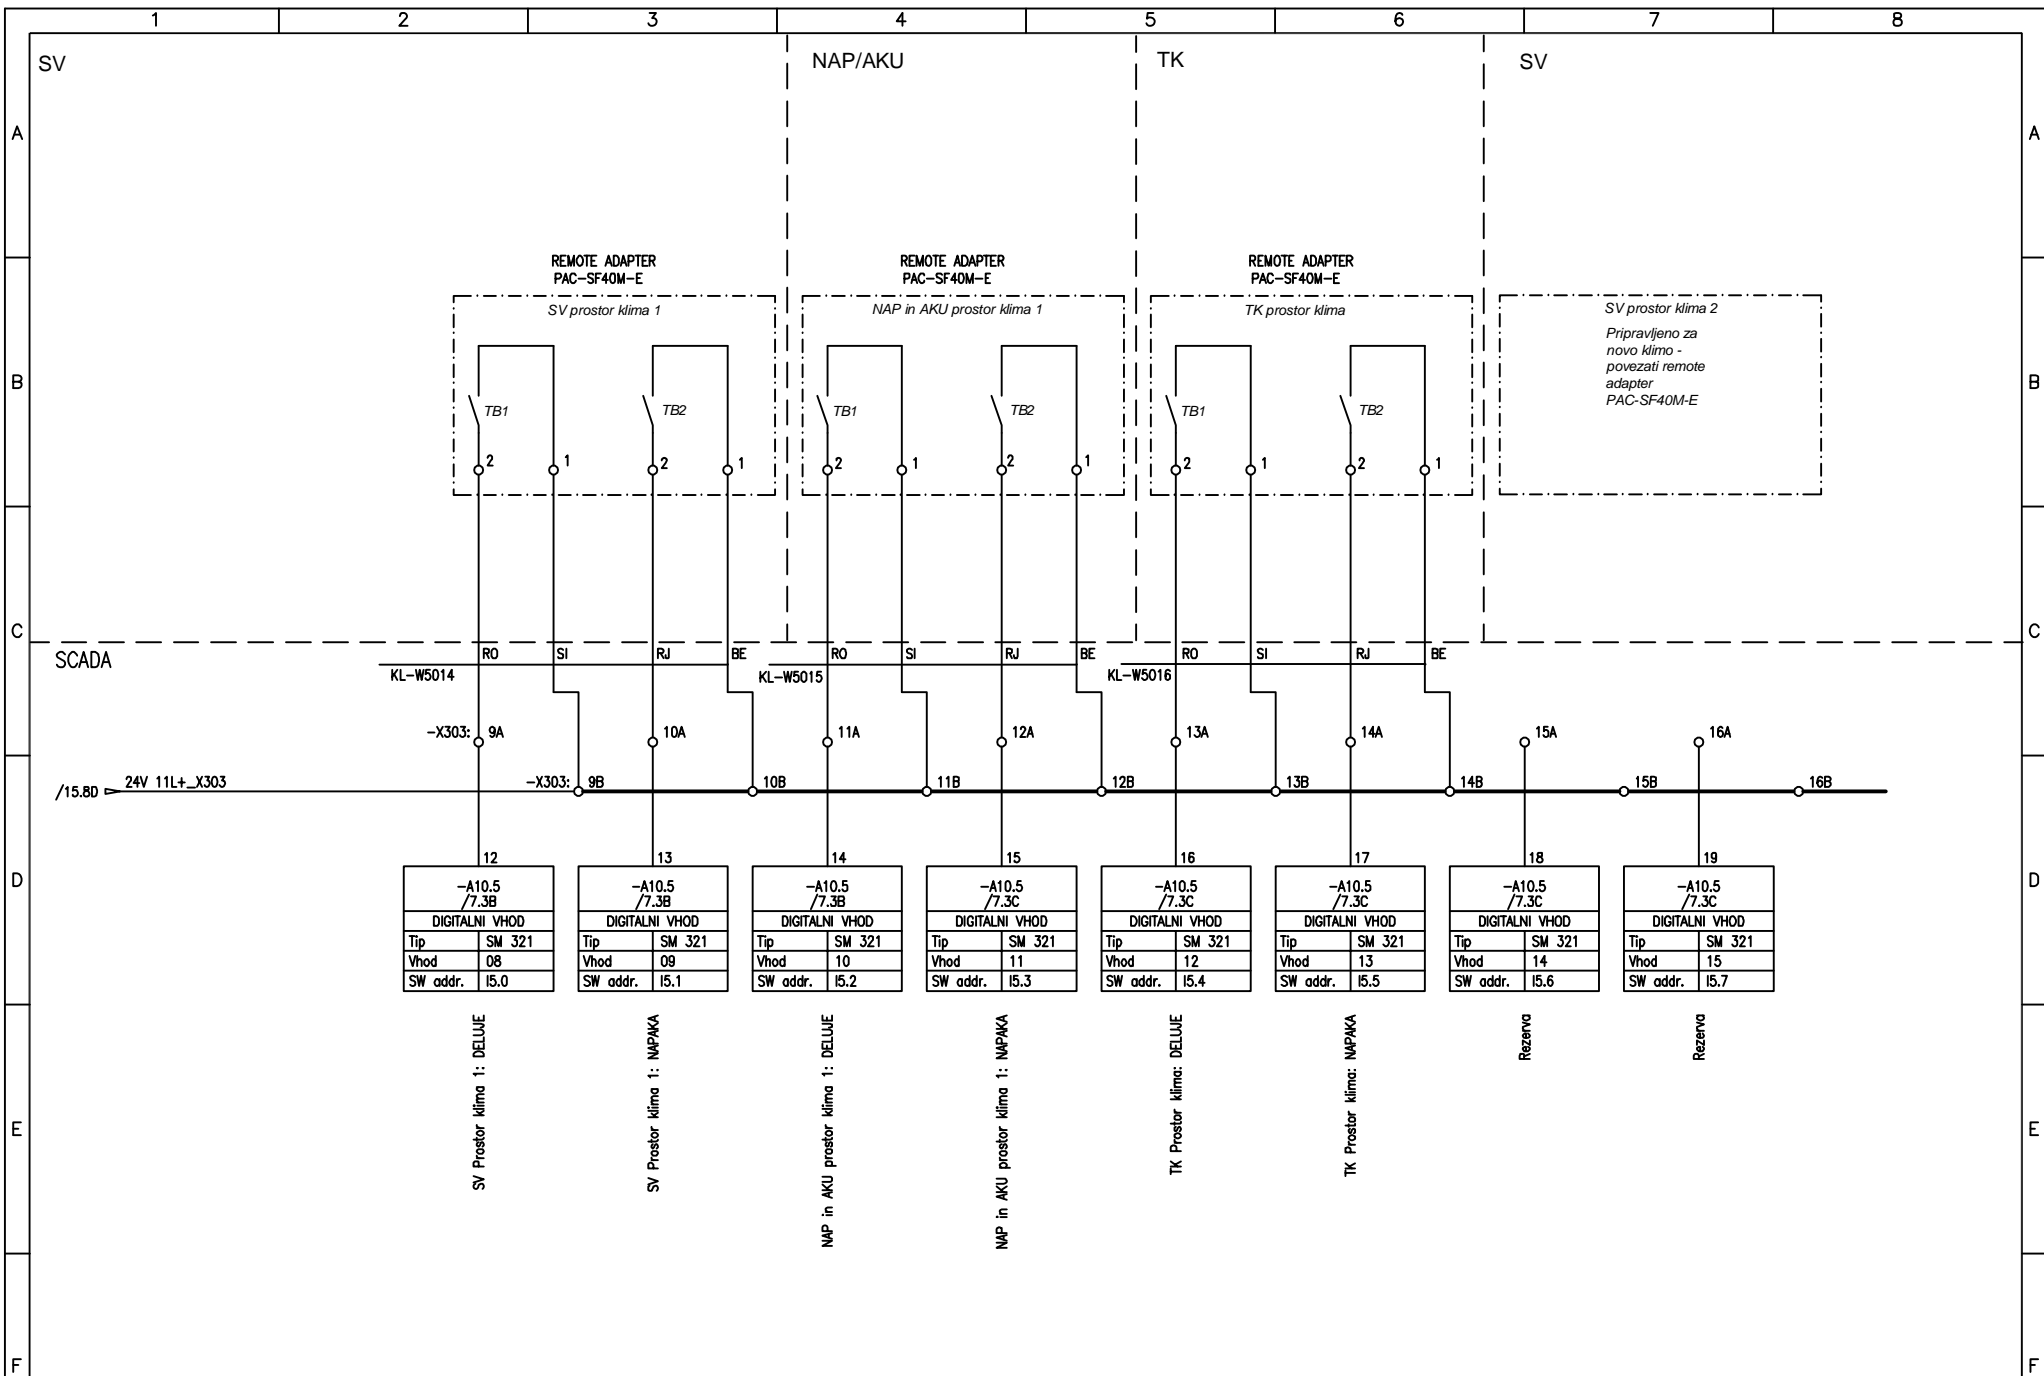 1 2 3 4 5 6 7 8
SV NAP/AKU TK SV
A A
REMOTE ADAPTER REMOTE ADAPTER REMOTE ADAPTER
PAC-SF40M-E PAC-SF40M-E PAC-SF40M-E
SV prostor klima 1 NAP in AKU prostor klima 1 TK prostor klima SV prostor klima 2
Pripravljeno za
novo klimo -
povezati remote
adapter
PAC-SF40M-E
B B
TB1 TB2 TB1 TB2 TB1 TB2
2 1 2 1 2 1 2 1 2 1 2 1
C C
SCADA
RO SI RJ BE RO SI RJ BE RO SI RJ BE
KL-W5014 KL-W5015 KL-W5016
-X303: 9A 10A 11A 12A 13A 14A 15A 16A
/15.8D 24V 11L+_X303 -X303: 9B 10B 11B 12B 13B 14B 15B 16B
12 13 14 15 16 17 18 19
D D
-A10.5 -A10.5 -A10.5 -A10.5 -A10.5 -A10.5 -A10.5 -A10.5
/7.3B /7.3B /7.3B /7.3C /7.3C /7.3C /7.3C /7.3C
DIGITALNI VHOD DIGITALNI VHOD DIGITALNI VHOD DIGITALNI VHOD DIGITALNI VHOD DIGITALNI VHOD DIGITALNI VHOD DIGITALNI VHOD
Tip SM 321 Tip SM 321 Tip SM 321 Tip SM 321 Tip SM 321 Tip SM 321 Tip SM 321 Tip SM 321
Vhod 08 Vhod 09 Vhod 10 Vhod 11 Vhod 12 Vhod 13 Vhod 14 Vhod 15
SW addr. I5.0 SW addr. I5.1 SW addr. I5.2 SW addr. I5.3 SW addr. I5.4 SW addr. I5.5 SW addr. I5.6 SW addr. I5.7
SV Prostor klima 1: DELUJE
SV Prostor klima 1: NAPAKA
NAP in AKU prostor klima 1: DELUJE
NAP in AKU prostor klima 1: NAPAKA
TK Prostor klima: DELUJE
TK Prostor klima: NAPAKA
Rezerva
Rezerva
E E
F F